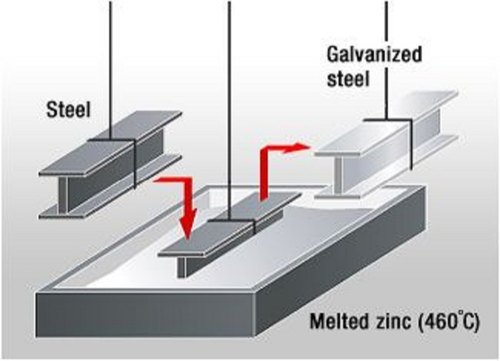 Galvanized
steel
Steel
Melted zinc (460°C)